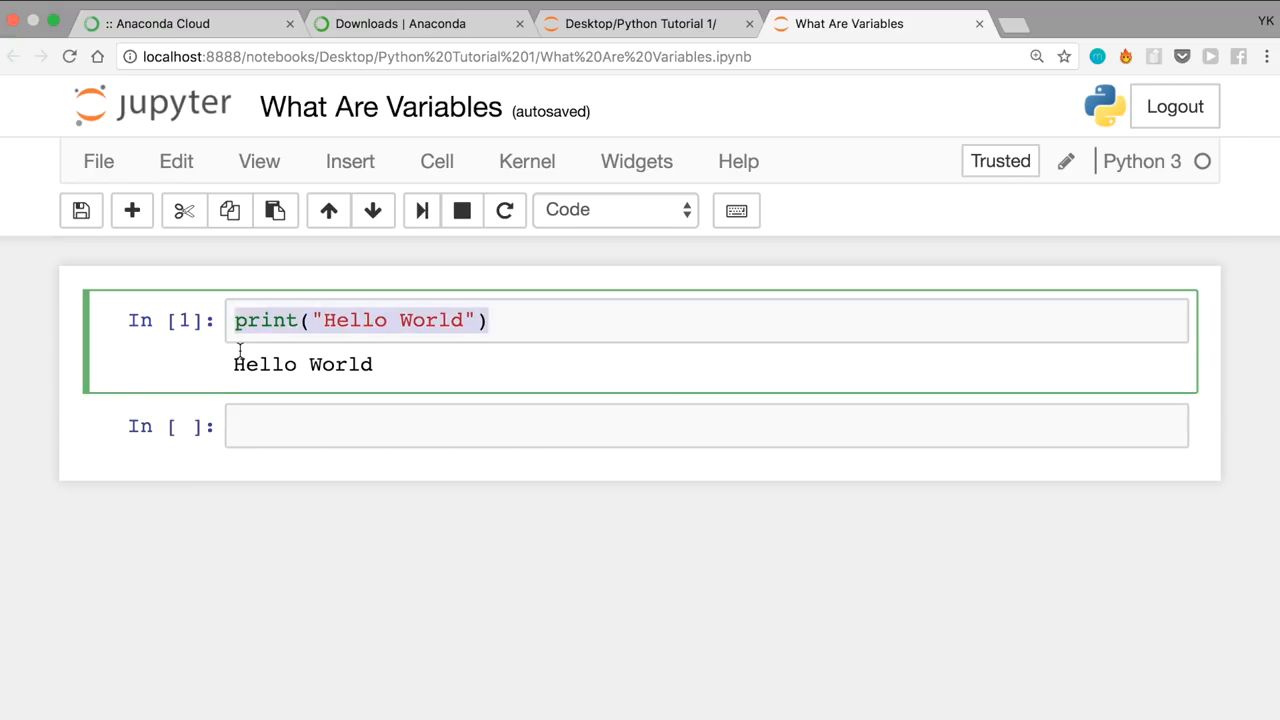 :: Anaconda Cloud
Downloads | Anaconda
Desktop/Python Tutorial 1/
What Are Variables
YK
localhost:8888/notebooks/Desktop/Python%20Tutorial%201/What%20Are%20Variables.ipynb
jupyter
What Are Variables (autosaved)
Logout
File Edit View Insert Cell Kernel Widgets Help
Trusted
Python 3
Code
In [1]: print("Hello World")
Hello World
In [ ]: